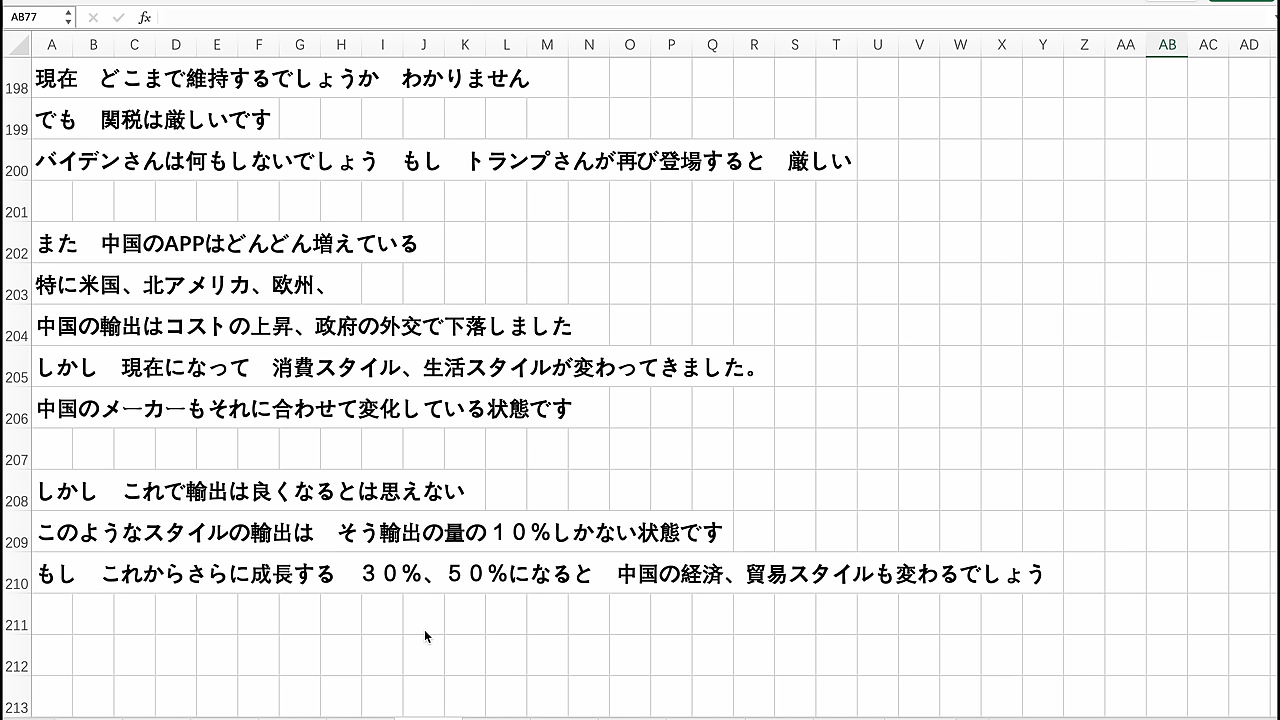 AB77 fx
A B C D E F G H I J K L M N O P Q R S T U V W X Y Z AA AB AC AD
198 現在　どこまで維持するでしょうか　わかりません
199 でも　関税は厳しいです
200 バイデンさんは何もしないでしょう　もし　トランプさんが再び登場すると　厳しい
201
202 また　中国のAPPはどんどん増えている
203 特に米国、北アメリカ、欧州、
204 中国の輸出はコストの上昇、政府の外交で下落しました
205 しかし　現在になって　消費スタイル、生活スタイルが変わってきました。
206 中国のメーカーもそれに合わせて変化している状態です
207
208 しかし　これで輸出は良くなるとは思えない
209 このようなスタイルの輸出は　そう輸出の量の１０％しかない状態です
210 もし　これからさらに成長する　３０％、５０％になると　中国の経済、貿易スタイルも変わるでしょう
211
212
213